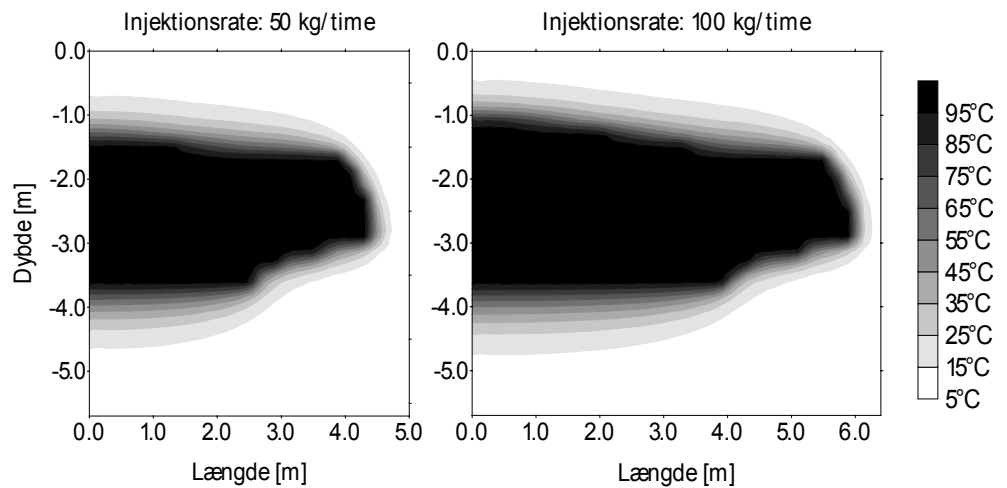 Injektionsrate: 50 kg/time
Injektionsrate: 100 kg/time
0.0
-1.0
-2.0
-3.0
-4.0
-5.0
Dybde [m]
0.0 1.0 2.0 3.0 4.0 5.0
Længde [m]
0.0
-1.0
-2.0
-3.0
-4.0
-5.0
0.0 1.0 2.0 3.0 4.0 5.0 6.0
Længde [m]
95°C
85°C
75°C
65°C
55°C
45°C
35°C
25°C
15°C
5°C